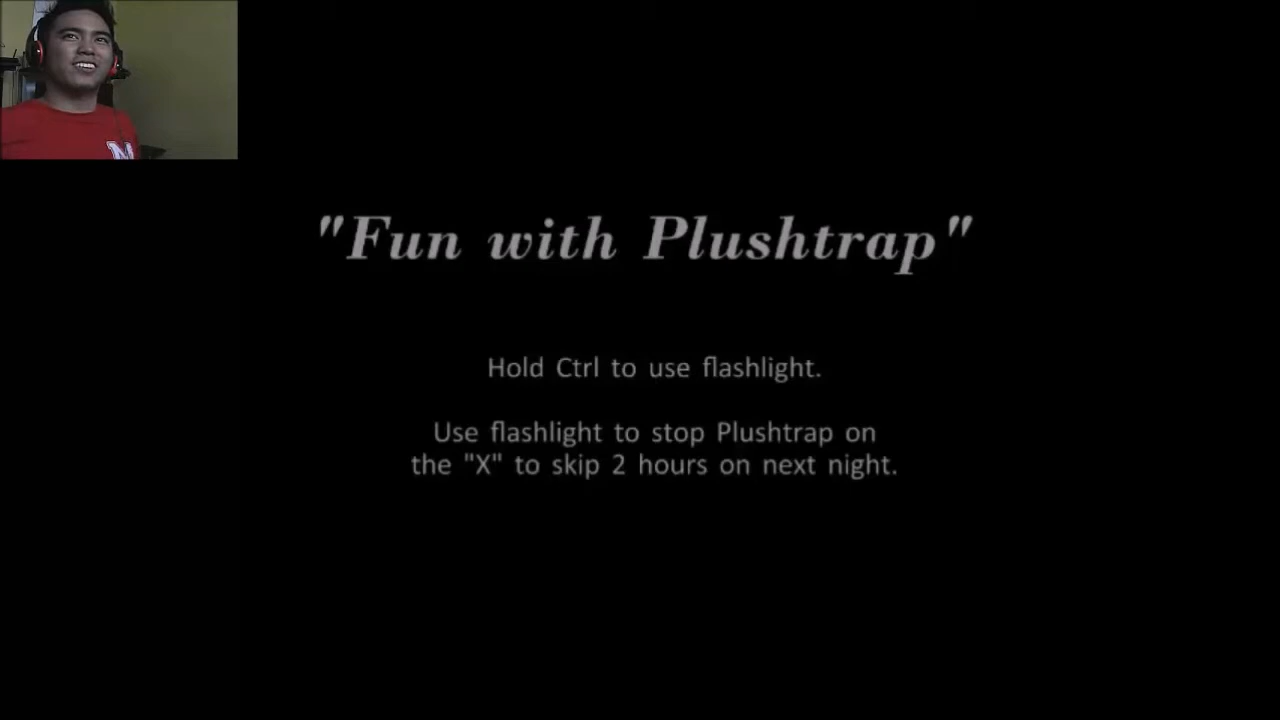 "Fun with Plushtrap"
Hold Ctrl to use flashlight.
Use flashlight to stop Plushtrap on
the "X" to skip 2 hours on next night.
M